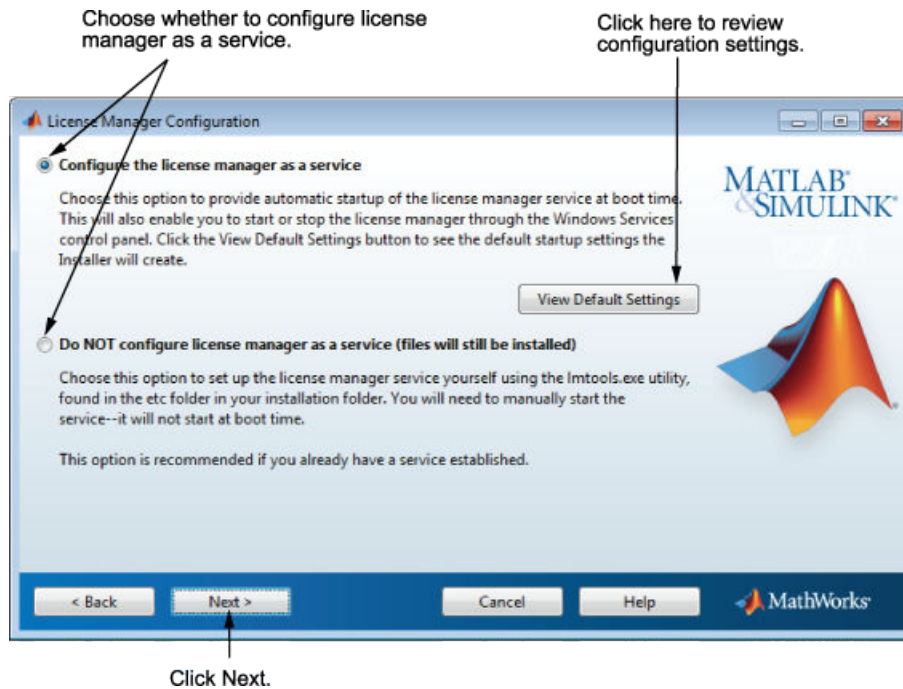 Choose whether to configure license
manager as a service.
Click here to review
configuration settings.
License Manager Configuration
Configure the license manager as a service
Choose this option to provide automatic startup of the license manager service at boot time.
This will also enable you to start or stop the license manager through the Windows Services
control panel. Click the View Default Settings button to see the default startup settings the
Installer will create.
View Default Settings
Do NOT configure license manager as a service (files will still be installed)
Choose this option to set up the license manager service yourself using the lmtools.exe utility,
found in the etc folder in your installation folder. You will need to manually start the
service--it will not start at boot time.
This option is recommended if you already have a service established.
MATLAB®
&SIMULINK®
< Back
Next >
Cancel
Help
MathWorks®
Click Next.